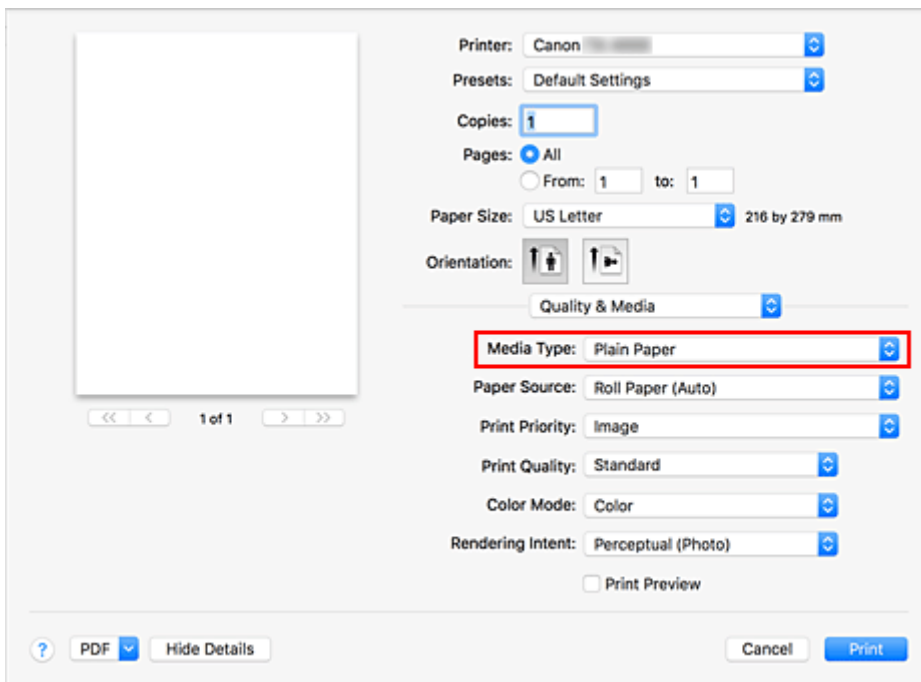 Printer: Canon
Presets: Default Settings
Copies: 1
Pages: All
From: 1 to: 1
Paper Size: US Letter 216 by 279 mm
Orientation:
Quality & Media
Media Type: Plain Paper
Paper Source: Roll Paper (Auto)
<< < 1 of 1 > >>
Print Priority: Image
Print Quality: Standard
Color Mode: Color
Rendering Intent: Perceptual (Photo)
Print Preview
? PDF Hide Details Cancel Print